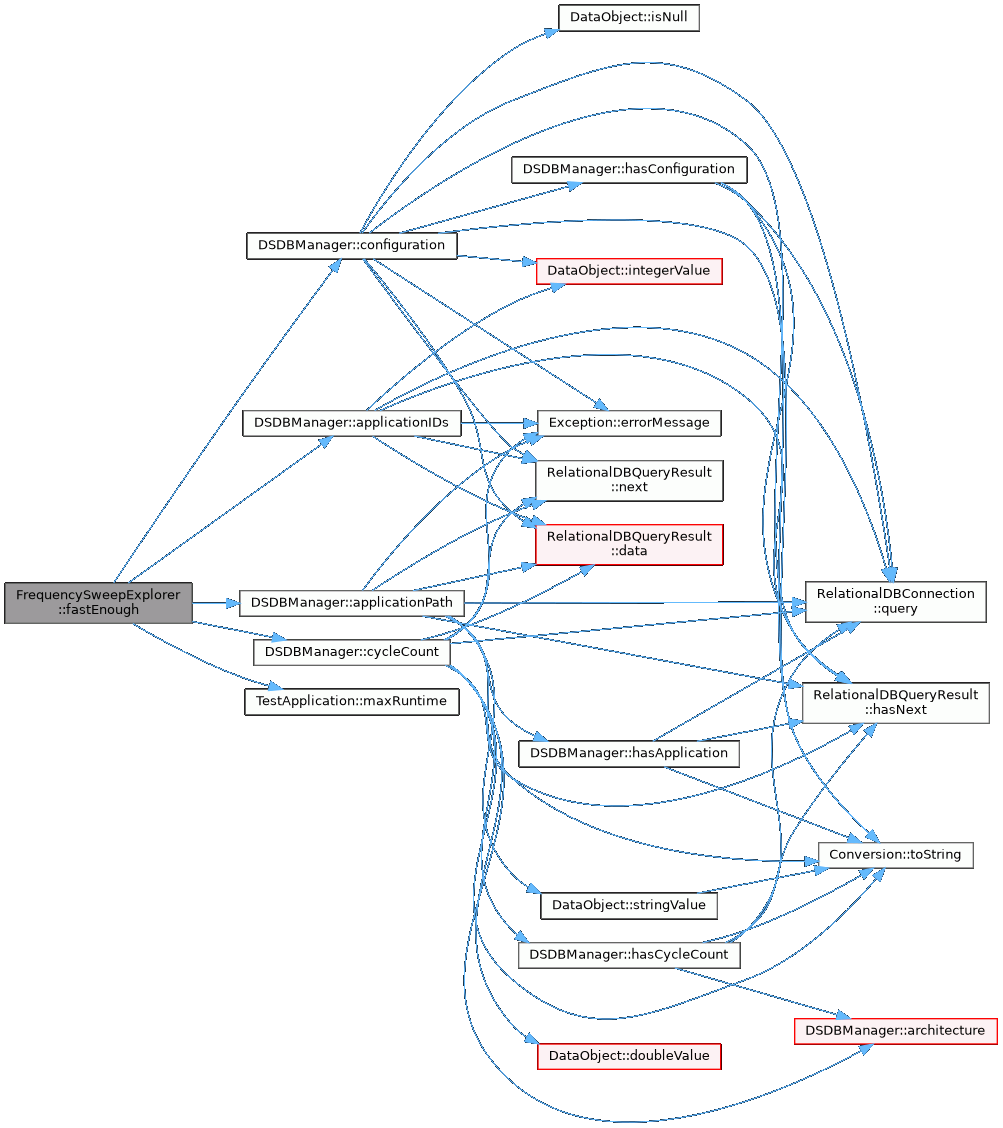 DataObject::isNull
DSDBManager::hasConfiguration
DSDBManager::configuration
DataObject::integerValue
DSDBManager::applicationIDs
Exception::errorMessage
RelationalDBQueryResult
::next
RelationalDBQueryResult
::data
FrequencySweepExplorer
::fastEnough
DSDBManager::applicationPath
RelationalDBConnection
::query
DSDBManager::cycleCount
TestApplication::maxRuntime
RelationalDBQueryResult
::hasNext
DSDBManager::hasApplication
Conversion::toString
DataObject::stringValue
DSDBManager::hasCycleCount
DSDBManager::architecture
DataObject::doubleValue